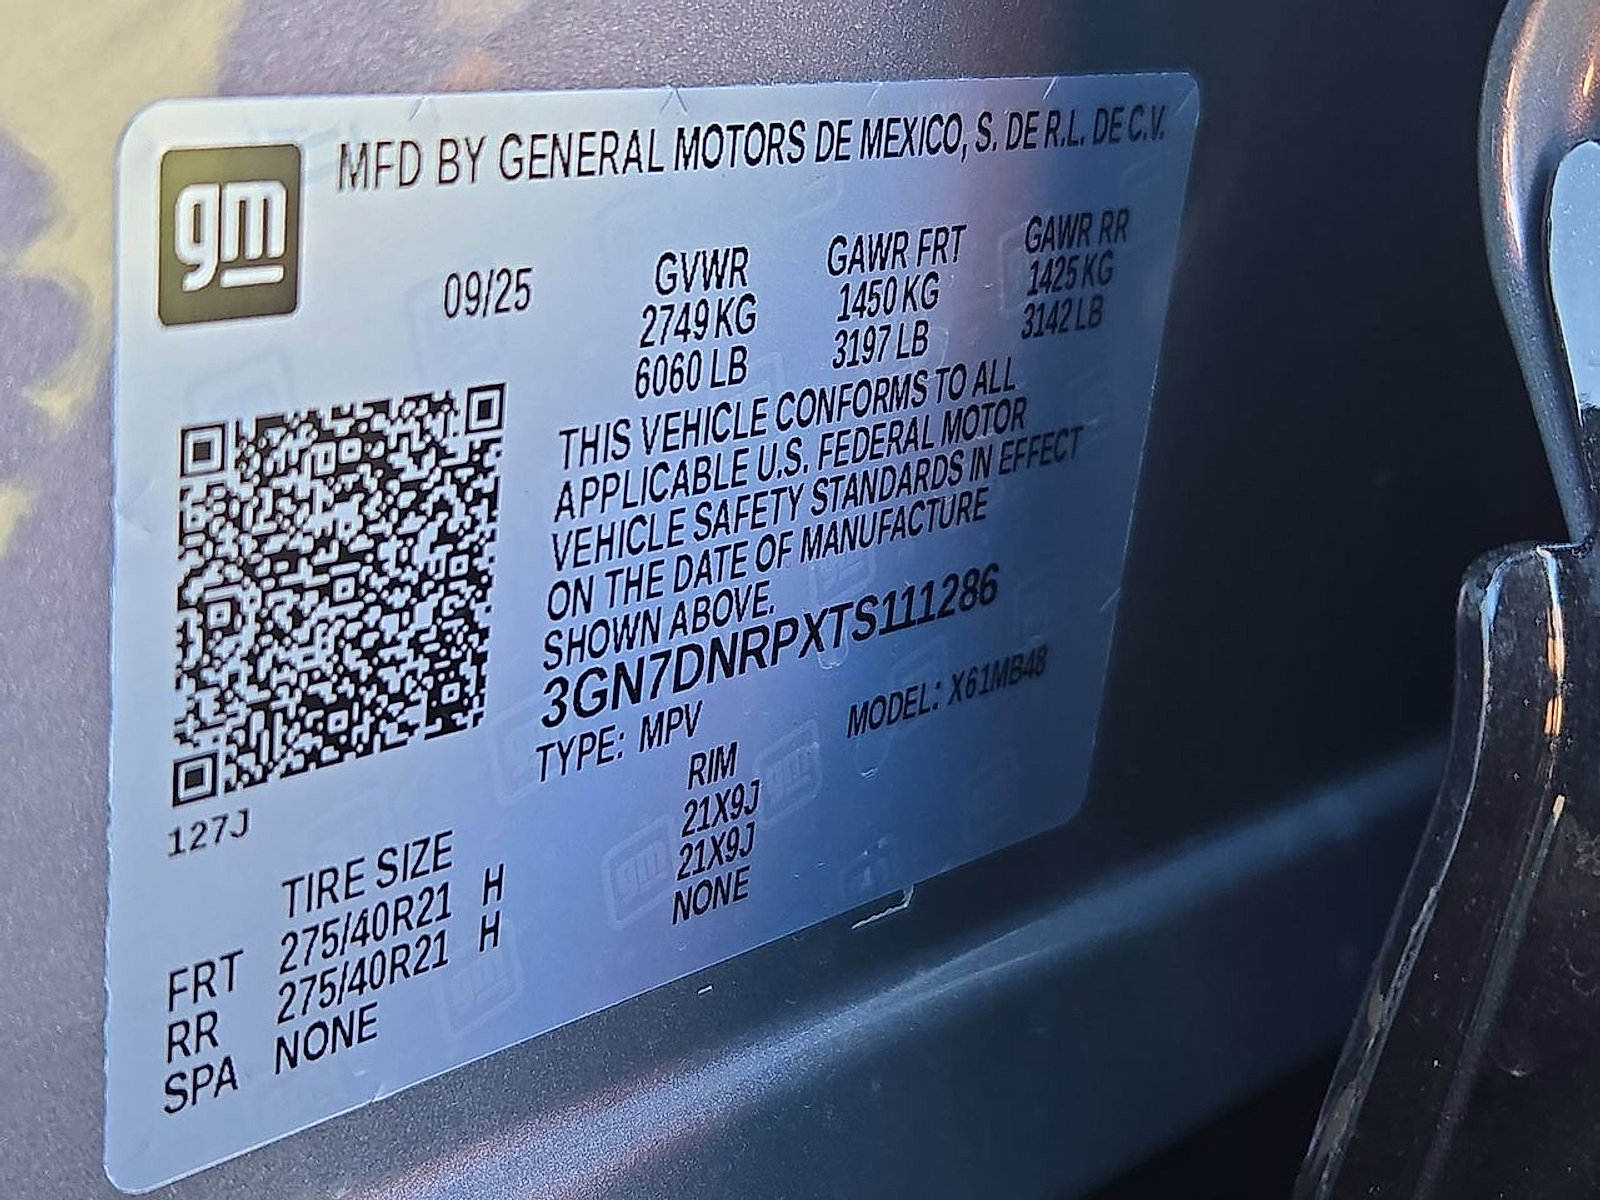 gm
MFD BY GENERAL MOTORS DE MEXICO, S. DE R.L. DE C.V.
09/25 GVWR GAWR FRT GAWR RR
2749 KG 1450 KG 1425 KG
6060 LB 3197 LB 3142 LB
THIS VEHICLE CONFORMS TO ALL
APPLICABLE U.S. FEDERAL MOTOR
VEHICLE SAFETY STANDARDS IN EFFECT
ON THE DATE OF MANUFACTURE
SHOWN ABOVE.
3GN7DNRPXTS111286
TYPE: MPV MODEL: X61MB48
127J
TIRE SIZE RIM
FRT 275/40R21 H 21X9J
RR 275/40R21 H 21X9J
SPA NONE NONE